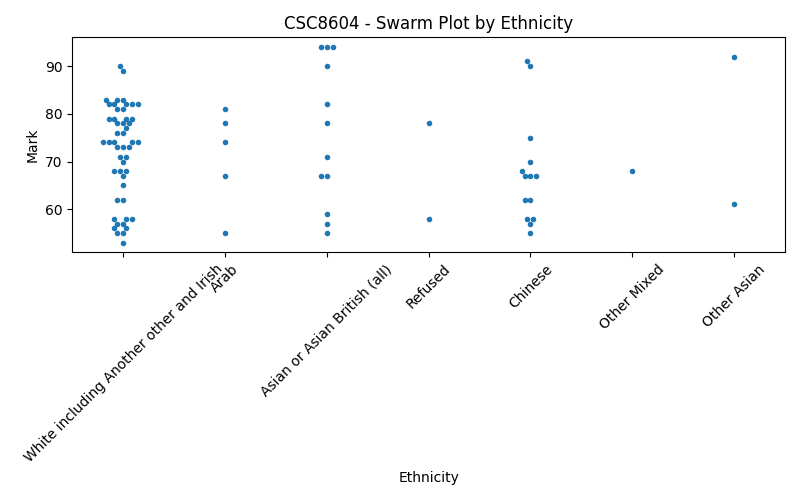 CSC8604 - Swarm Plot by Ethnicity
90
80
70
60
Mark
White including Another other and Irish
Arab
Asian or Asian British (all)
Refused
Chinese
Other Mixed
Other Asian
Ethnicity